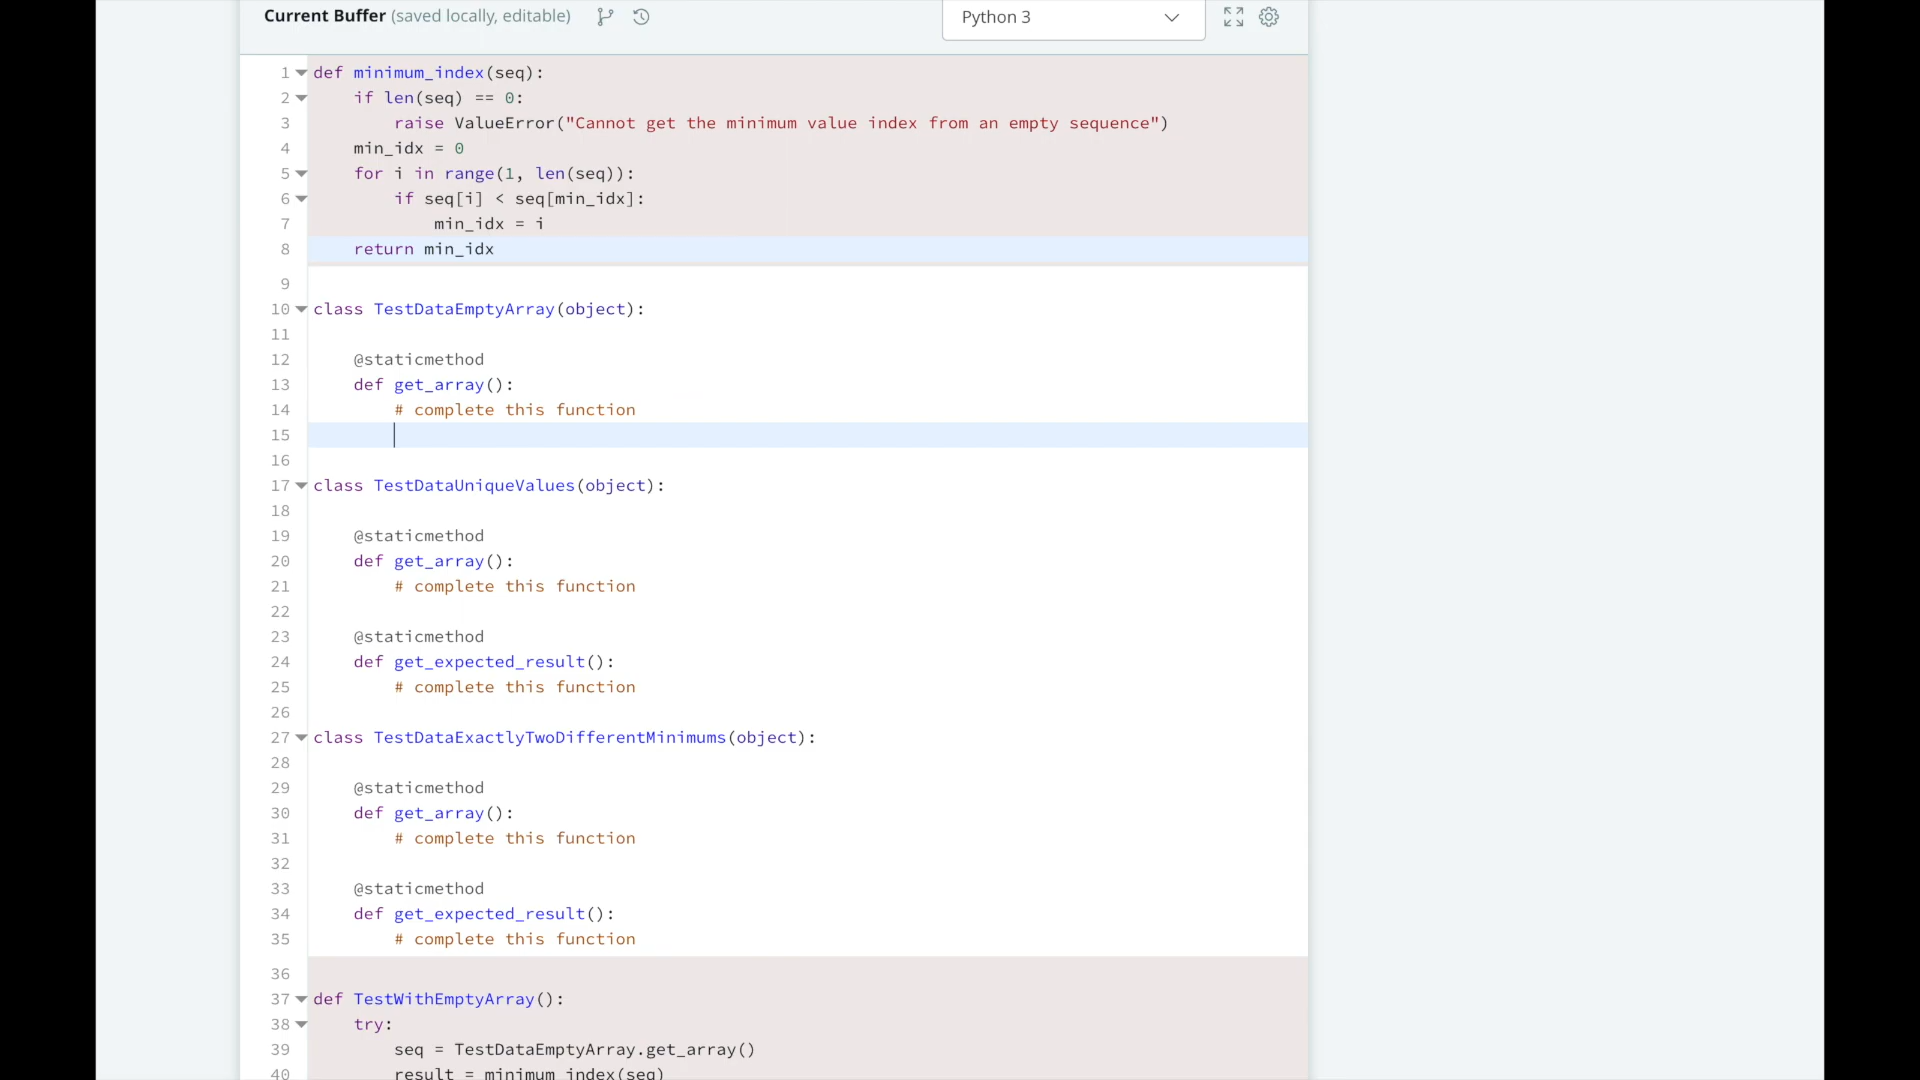 Current Buffer (saved locally, editable)
Python 3
1 def minimum_index(seq):
2     if len(seq) == 0:
3         raise ValueError("Cannot get the minimum value index from an empty sequence")
4     min_idx = 0
5     for i in range(1, len(seq)):
6         if seq[i] < seq[min_idx]:
7             min_idx = i
8     return min_idx
9
10 class TestDataEmptyArray(object):
11
12     @staticmethod
13     def get_array():
14         # complete this function
15
16
17 class TestDataUniqueValues(object):
18
19     @staticmethod
20     def get_array():
21         # complete this function
22
23     @staticmethod
24     def get_expected_result():
25         # complete this function
26
27 class TestDataExactlyTwoDifferentMinimums(object):
28
29     @staticmethod
30     def get_array():
31         # complete this function
32
33     @staticmethod
34     def get_expected_result():
35         # complete this function
36
37 def TestWithEmptyArray():
38     try:
39         seq = TestDataEmptyArray.get_array()
40         result = minimum_index(seq)